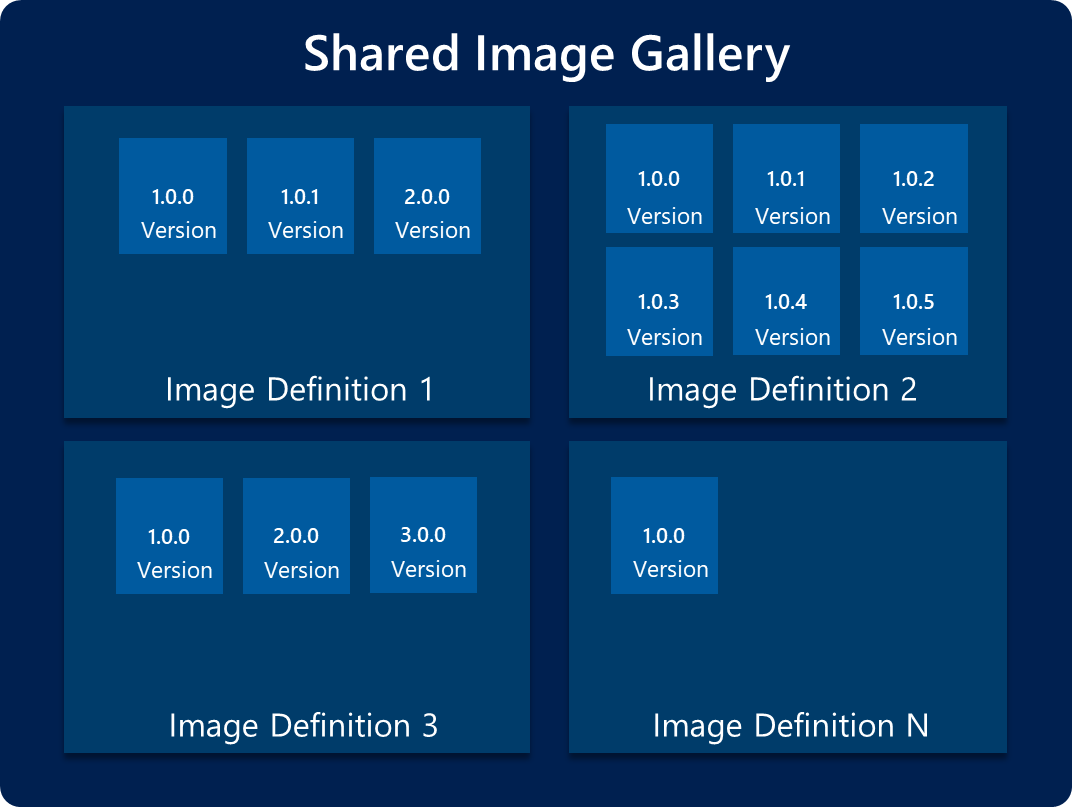 Shared Image Gallery
1.0.0
Version
1.0.1
Version
2.0.0
Version
Image Definition 1
1.0.0
Version
1.0.1
Version
1.0.2
Version
1.0.3
Version
1.0.4
Version
1.0.5
Version
Image Definition 2
1.0.0
Version
2.0.0
Version
3.0.0
Version
Image Definition 3
1.0.0
Version
Image Definition N